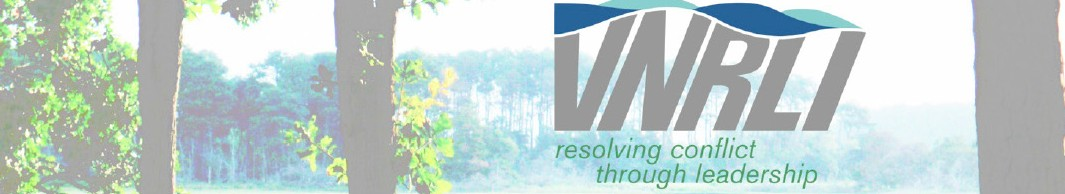 VNRLI
resolving conflict
through leadership